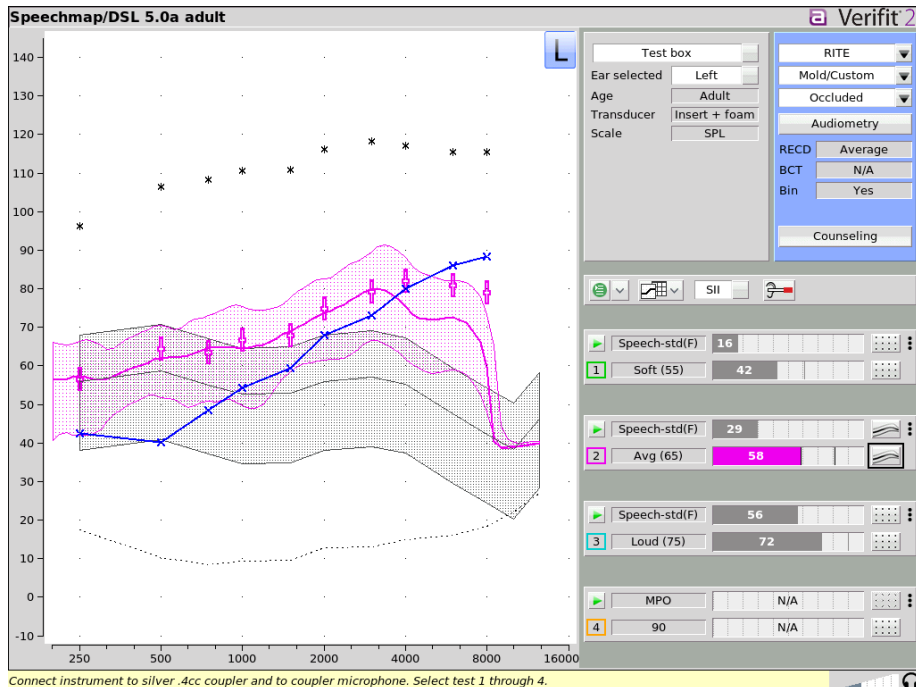 Speechmap/DSL 5.0a adult
a Verifit 2
L
140
130
120
110
100
90
80
70
60
50
40
30
20
10
0
-10
250 500 1000 2000 4000 8000 16000
Test box
Ear selected Left
Age Adult
Transducer Insert + foam
Scale SPL
RITE
Mold/Custom
Occluded
Audiometry
RECD Average
BCT N/A
Bin Yes
Counseling
SII
Speech-std(F) 16
1 Soft (55) 42
Speech-std(F) 29
2 Avg (65) 58
Speech-std(F) 56
3 Loud (75) 72
MPO N/A
4 90 N/A
Connect instrument to silver .4cc coupler and to coupler microphone. Select test 1 through 4.